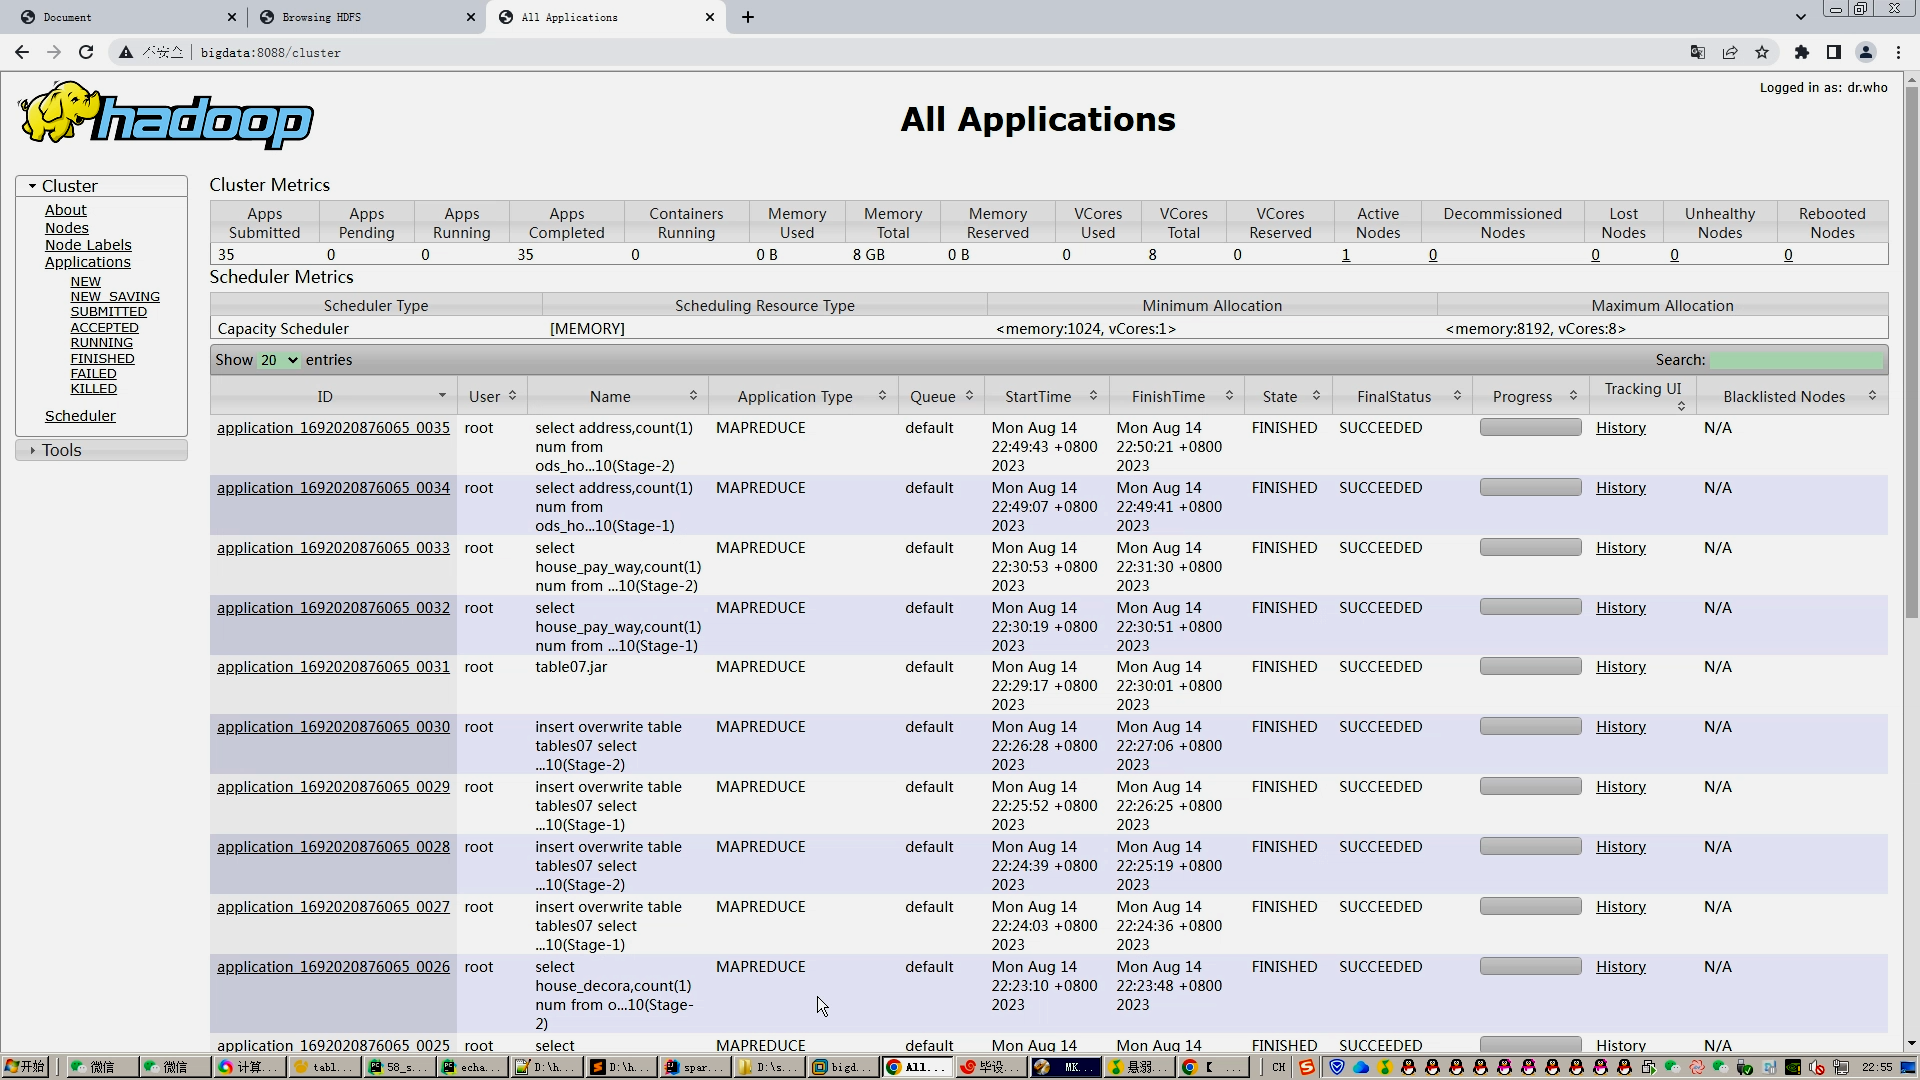 Document
Browsing HDFS
All Applications
不安全
bigdata:8088/cluster
hadoop
All Applications
Logged in as: dr.who
Cluster
About
Nodes
Node Labels
Applications
NEW
NEW_SAVING
SUBMITTED
ACCEPTED
RUNNING
FINISHED
FAILED
KILLED
Scheduler
Tools
Cluster Metrics
Apps Submitted Apps Pending Apps Running Apps Completed Containers Running Memory Used Memory Total Memory Reserved VCores Used VCores Total VCores Reserved Active Nodes Decommissioned Nodes Lost Nodes Unhealthy Nodes Rebooted Nodes
35 0 0 35 0 0 B 8 GB 0 B 0 8 0 1 0 0 0 0
Scheduler Metrics
Scheduler Type Scheduling Resource Type Minimum Allocation Maximum Allocation
Capacity Scheduler [MEMORY] <memory:1024, vCores:1> <memory:8192, vCores:8>
Show 20 entries Search:
ID User Name Application Type Queue StartTime FinishTime State FinalStatus Progress Tracking UI Blacklisted Nodes
application_1692020876065_0035 root select address,count(1) MAPREDUCE default Mon Aug 14 Mon Aug 14 FINISHED SUCCEEDED History N/A
num from 22:49:43 +0800 22:50:21 +0800
ods_ho...10(Stage-2) 2023 2023
application_1692020876065_0034 root select address,count(1) MAPREDUCE default Mon Aug 14 Mon Aug 14 FINISHED SUCCEEDED History N/A
num from 22:49:07 +0800 22:49:41 +0800
ods_ho...10(Stage-1) 2023 2023
application_1692020876065_0033 root select MAPREDUCE default Mon Aug 14 Mon Aug 14 FINISHED SUCCEEDED History N/A
house_pay_way,count(1) 22:30:53 +0800 22:31:30 +0800
num from ...10(Stage-2) 2023 2023
application_1692020876065_0032 root select MAPREDUCE default Mon Aug 14 Mon Aug 14 FINISHED SUCCEEDED History N/A
house_pay_way,count(1) 22:30:19 +0800 22:30:51 +0800
num from ...10(Stage-1) 2023 2023
application_1692020876065_0031 root table07.jar MAPREDUCE default Mon Aug 14 Mon Aug 14 FINISHED SUCCEEDED History N/A
22:29:17 +0800 22:30:01 +0800
2023 2023
application_1692020876065_0030 root insert overwrite table MAPREDUCE default Mon Aug 14 Mon Aug 14 FINISHED SUCCEEDED History N/A
tables07 select 22:26:28 +0800 22:27:06 +0800
...10(Stage-2) 2023 2023
application_1692020876065_0029 root insert overwrite table MAPREDUCE default Mon Aug 14 Mon Aug 14 FINISHED SUCCEEDED History N/A
tables07 select 22:25:52 +0800 22:26:25 +0800
...10(Stage-1) 2023 2023
application_1692020876065_0028 root insert overwrite table MAPREDUCE default Mon Aug 14 Mon Aug 14 FINISHED SUCCEEDED History N/A
tables07 select 22:24:39 +0800 22:25:19 +0800
...10(Stage-2) 2023 2023
application_1692020876065_0027 root insert overwrite table MAPREDUCE default Mon Aug 14 Mon Aug 14 FINISHED SUCCEEDED History N/A
tables07 select 22:24:03 +0800 22:24:36 +0800
...10(Stage-1) 2023 2023
application_1692020876065_0026 root select MAPREDUCE default Mon Aug 14 Mon Aug 14 FINISHED SUCCEEDED History N/A
house_decora,count(1) 22:23:10 +0800 22:23:48 +0800
num from o...10(Stage- 2023 2023
2)
application_1692020876065_0025 root select MAPREDUCE default Mon Aug 14 Mon Aug 14 FINISHED SUCCEEDED History N/A
开始 微信 微信 计算... tabl... 58_s... echa... D:\h... D:\h... spar... D:\s... bigd... All... 毕设... MK... 悬弱... CH 22:55